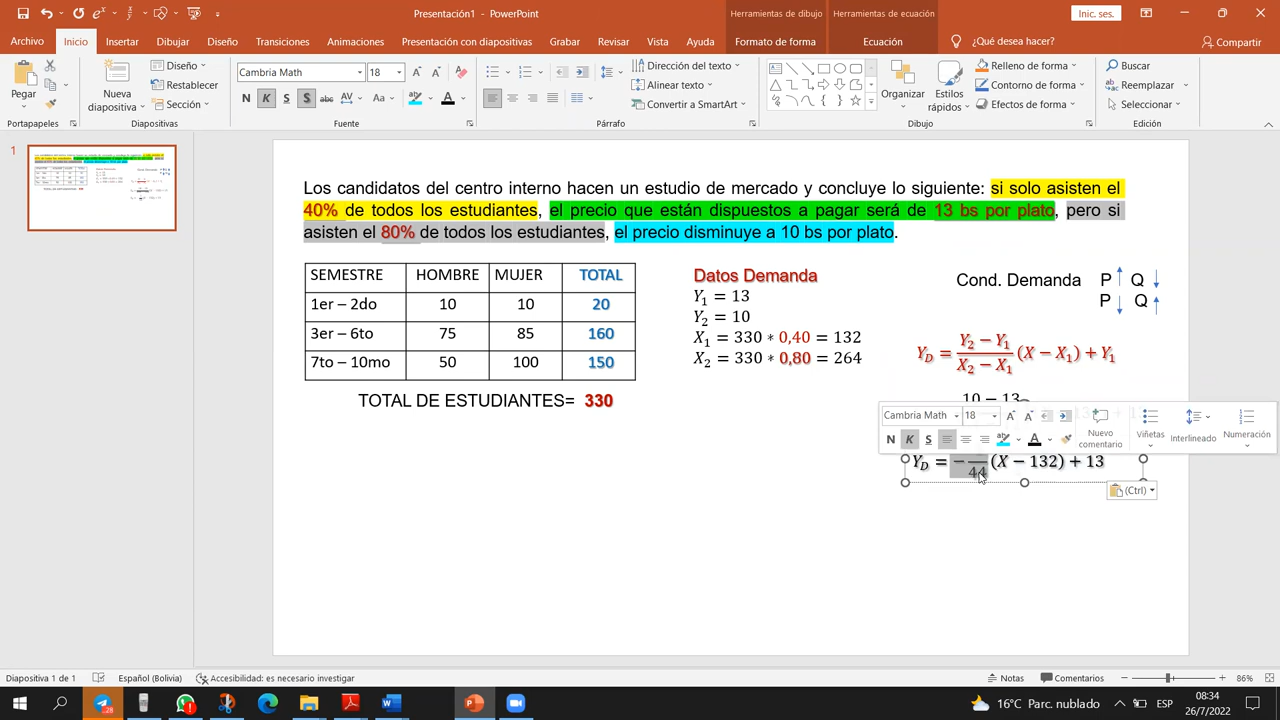 Presentación1 - PowerPoint
Herramientas de dibujo
Herramientas de ecuación
Inic. ses.
Archivo Inicio Insertar Dibujar Diseño Transiciones Animaciones Presentación con diapositivas Grabar Revisar Vista Ayuda Formato de forma Ecuación ¿Qué desea hacer? Compartir
Pegar
Nueva diapositiva
Diseño
Restablecer
Sección
Cambria Math 18
N K S S abc AV Aa A
Dirección del texto
Alinear texto
Convertir a SmartArt
Organizar
Estilos rápidos
Relleno de forma
Contorno de forma
Efectos de forma
Buscar
Reemplazar
Seleccionar
Portapapeles Diapositivas Fuente Párrafo Dibujo Edición
1
Los candidatos del centro interno hacen un estudio de mercado y concluye lo siguiente: si solo asisten el
40% de todos los estudiantes, el precio que están dispuestos a pagar será de 13 bs por plato, pero si
asisten el 80% de todos los estudiantes, el precio disminuye a 10 bs por plato.
SEMESTRE HOMBRE MUJER TOTAL
1er – 2do 10 10 20
3er – 6to 75 85 160
7to – 10mo 50 100 150
TOTAL DE ESTUDIANTES= 330
Datos Demanda
Y₁ = 13
Y₂ = 10
X₁ = 330 ∗ 0,40 = 132
X₂ = 330 ∗ 0,80 = 264
Cond. Demanda P↑ Q↓
P↓ Q↑
Y_D = (Y₂ − Y₁)/(X₂ − X₁) (X − X₁) + Y₁
10 − 13
Cambria Math 18
N K S A
Nuevo comentario
Viñetas
Interlineado
Numeración
Y_D = − 44 (X − 132) + 13
(Ctrl)
Diapositiva 1 de 1 Español (Bolivia) Accesibilidad: es necesario investigar Notas Comentarios 86%
28
16°C Parc. nublado ESP
08:34
26/7/2022